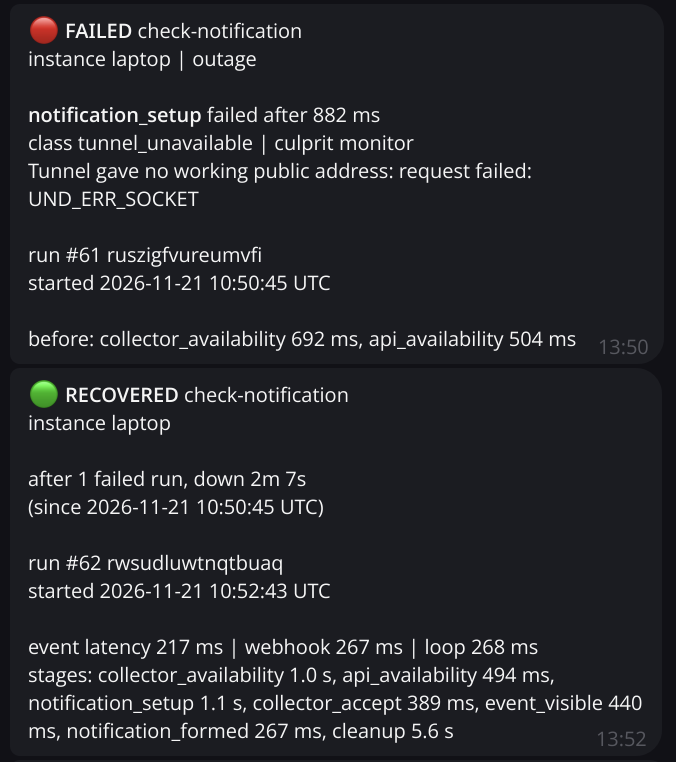 🔴 FAILED check-notification
instance laptop | outage
notification_setup failed after 882 ms
class tunnel_unavailable | culprit monitor
Tunnel gave no working public address: request failed:
UND_ERR_SOCKET
run #61 ruszigfvureumvfi
started 2026-11-21 10:50:45 UTC
before: collector_availability 692 ms, api_availability 504 ms
13:50
🟢 RECOVERED check-notification
instance laptop
after 1 failed run, down 2m 7s
(since 2026-11-21 10:50:45 UTC)
run #62 rwsudluwtnqtbuaq
started 2026-11-21 10:52:43 UTC
event latency 217 ms | webhook 267 ms | loop 268 ms
stages: collector_availability 1.0 s, api_availability 494 ms,
notification_setup 1.1 s, collector_accept 389 ms, event_visible 440
ms, notification_formed 267 ms, cleanup 5.6 s
13:52